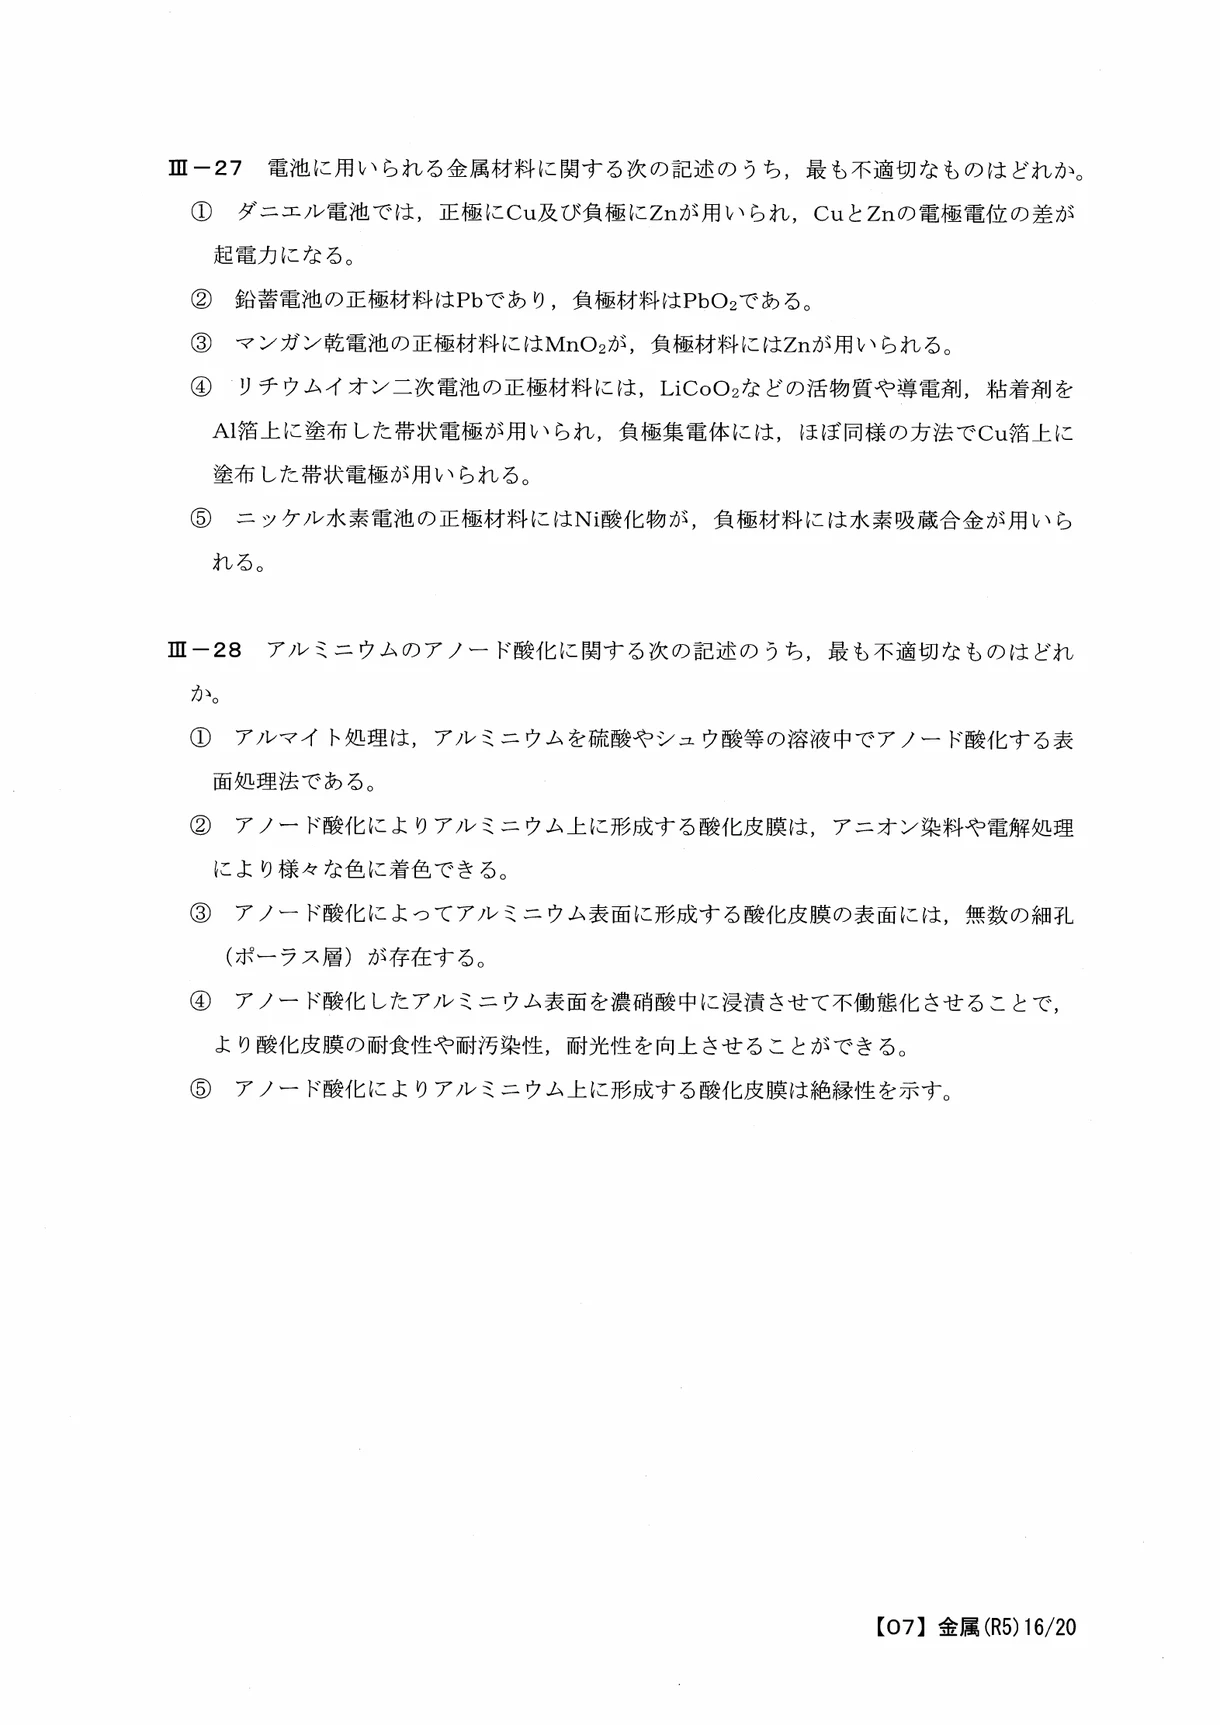 Ⅲ－27　電池に用いられる金属材料に関する次の記述のうち，最も不適切なものはどれか。
①　ダニエル電池では，正極にCu及び負極にZnが用いられ，CuとZnの電極電位の差が
起電力になる。
②　鉛蓄電池の正極材料はPbであり，負極材料はPbO₂である。
③　マンガン乾電池の正極材料にはMnO₂が，負極材料にはZnが用いられる。
④　リチウムイオン二次電池の正極材料には，LiCoO₂などの活物質や導電剤，粘着剤を
Al箔上に塗布した帯状電極が用いられ，負極集電体には，ほぼ同様の方法でCu箔上に
塗布した帯状電極が用いられる。
⑤　ニッケル水素電池の正極材料にはNi酸化物が，負極材料には水素吸蔵合金が用いら
れる。
Ⅲ－28　アルミニウムのアノード酸化に関する次の記述のうち，最も不適切なものはどれ
か。
①　アルマイト処理は，アルミニウムを硫酸やシュウ酸等の溶液中でアノード酸化する表
面処理法である。
②　アノード酸化によりアルミニウム上に形成する酸化皮膜は，アニオン染料や電解処理
により様々な色に着色できる。
③　アノード酸化によってアルミニウム表面に形成する酸化皮膜の表面には，無数の細孔
（ポーラス層）が存在する。
④　アノード酸化したアルミニウム表面を濃硝酸中に浸漬させて不働態化させることで，
より酸化皮膜の耐食性や耐汚染性，耐光性を向上させることができる。
⑤　アノード酸化によりアルミニウム上に形成する酸化皮膜は絶縁性を示す。
【07】金属(R5)16/20